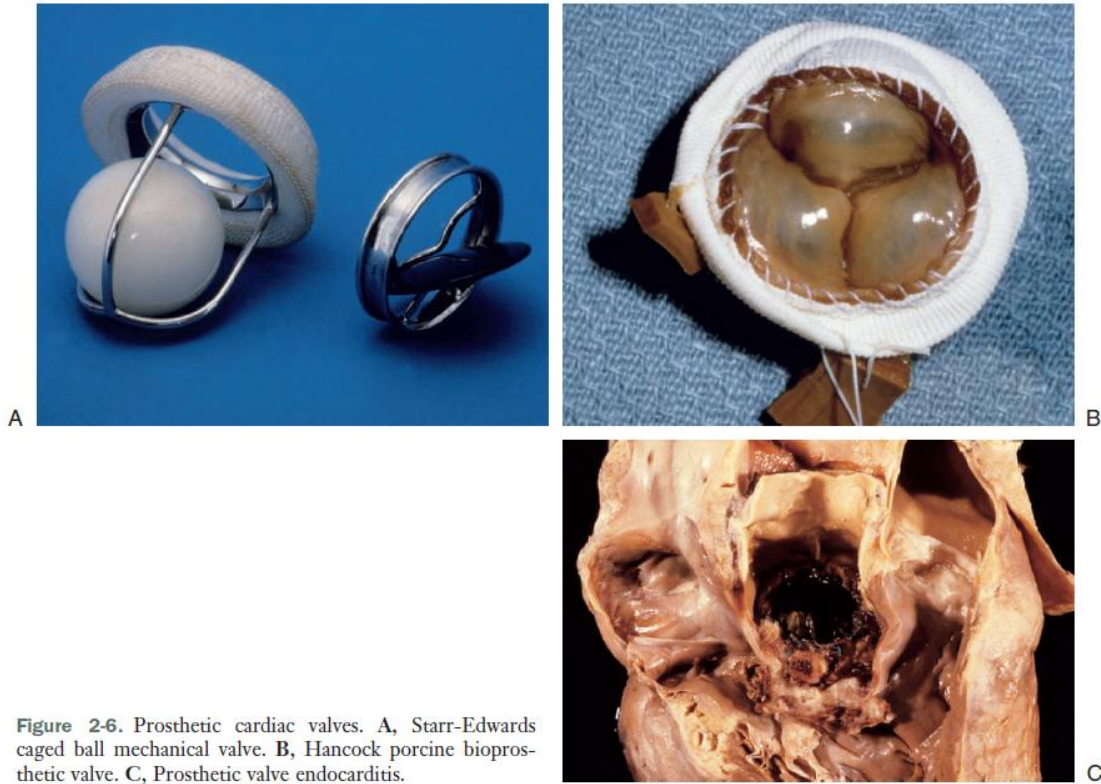 A
B
Figure 2-6. Prosthetic cardiac valves. A, Starr-Edwards
caged ball mechanical valve. B, Hancock porcine biopros-
thetic valve. C, Prosthetic valve endocarditis.
C